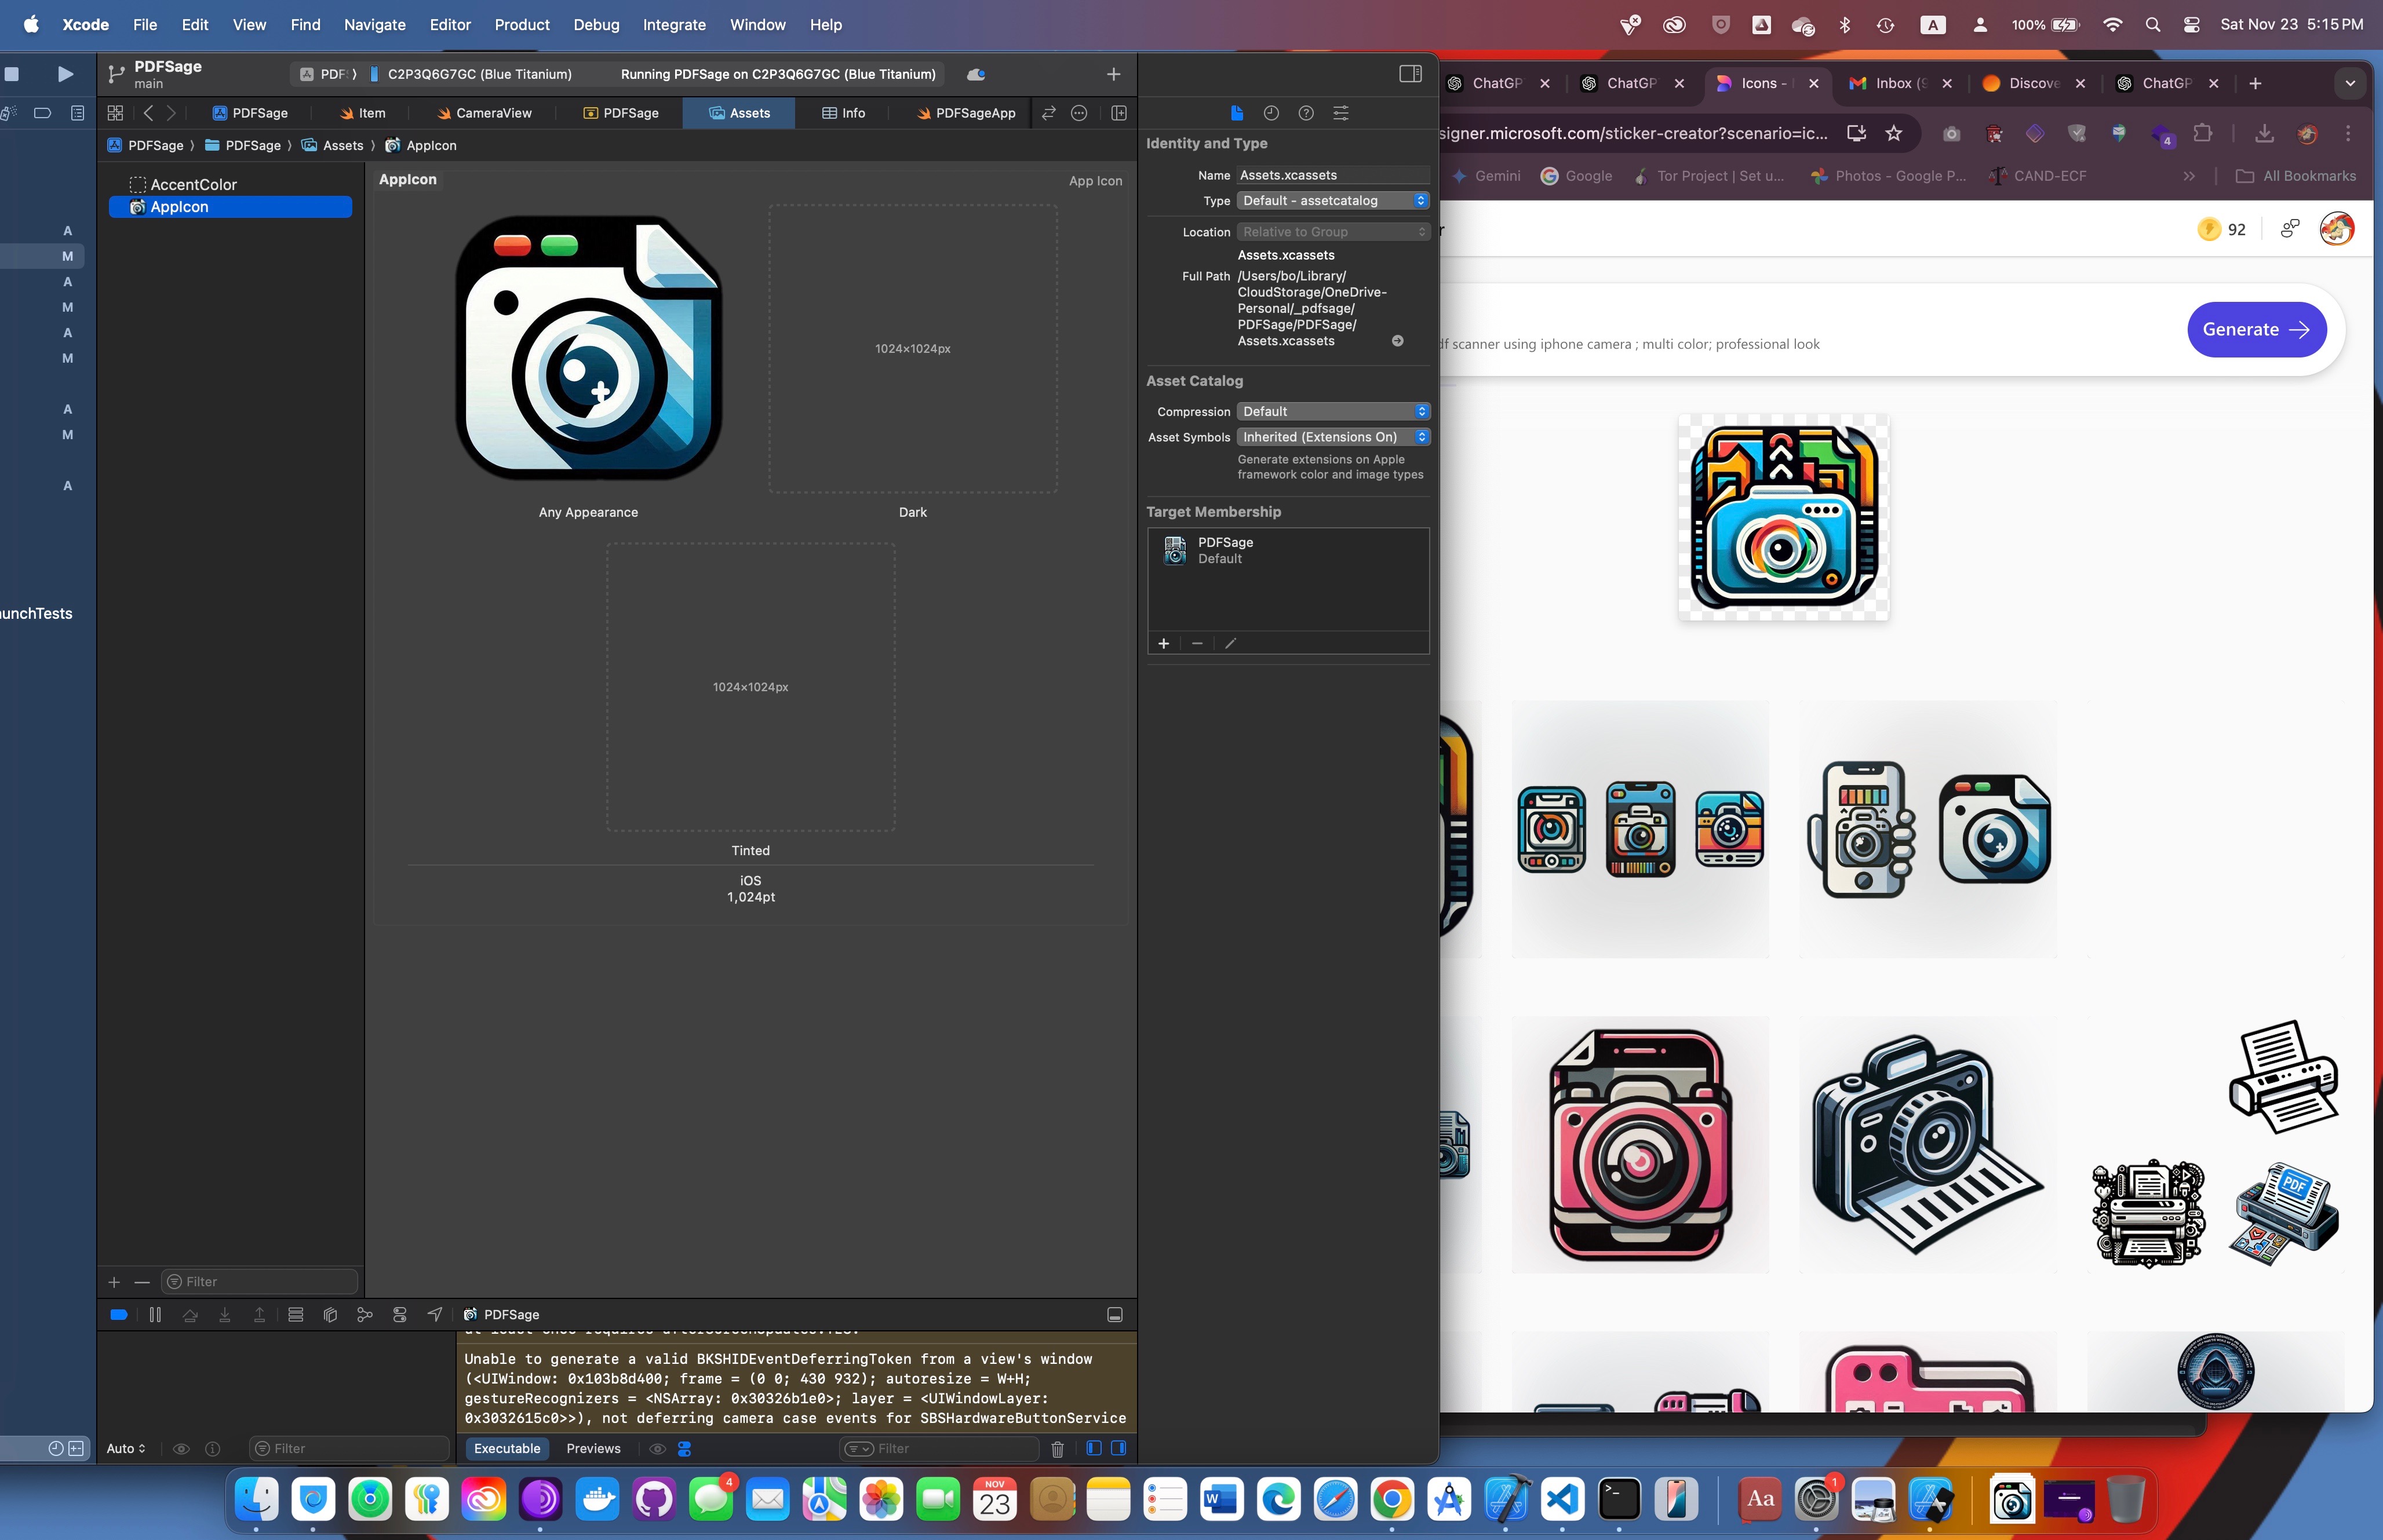 Xcode File Edit View Find Navigate Editor Product Debug Integrate Window Help
A
100%
Sat Nov 23 5:15 PM
PDFSage
main
C2P3Q6G7GC (Blue Titanium)
Running PDFSage on C2P3Q6G7GC (Blue Titanium)
PDFSage
Item
CameraView
PDFSage
Assets
Info
PDFSageApp
PDFSage
PDFSage
Assets
AppIcon
A
M
A
M
A
M
A
M
A
unchTests
AccentColor
AppIcon
AppIcon
App Icon
1024×1024px
Any Appearance
Dark
1024×1024px
Tinted
iOS
1,024pt
Filter
PDFSage
Unable to generate a valid BKSHIDEventDeferringToken from a view's window
(<UIWindow: 0x103b8d400; frame = (0 0; 430 932); autoresize = W+H;
gestureRecognizers = <NSArray: 0x30326b1e0>; layer = <UIWindowLayer:
0x3032615c0>>), not deferring camera case events for SBSHardwareButtonService
Auto
Filter
Executable
Previews
Filter
Identity and Type
Name Assets.xcassets
Type Default - assetcatalog
Location Relative to Group
Assets.xcassets
Full Path /Users/bo/Library/
CloudStorage/OneDrive-
Personal/_pdfsage/
PDFSage/PDFSage/
Assets.xcassets
Asset Catalog
Compression Default
Asset Symbols Inherited (Extensions On)
Generate extensions on Apple
framework color and image types
Target Membership
PDFSage
Default
ChatGP
ChatGP
Icons -
Inbox (
Discove
ChatGP
signer.microsoft.com/sticker-creator?scenario=ic...
4
Gemini
Google
Tor Project | Set u...
Photos - Google P...
CAND-ECF
All Bookmarks
92
df scanner using iphone camera ; multi color; professional look
Generate
PDF
4
NOV
23
W
>_
Aa
1